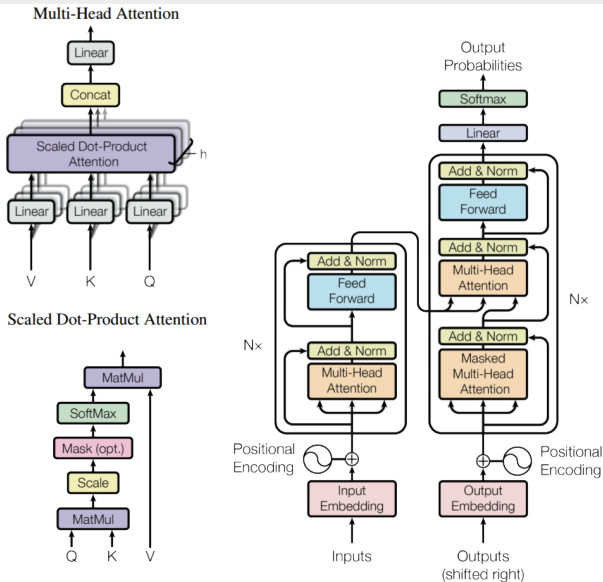 Multi-Head Attention
Linear
Concat
Scaled Dot-Product
Attention
h
Linear
Linear
Linear
V
K
Q
Scaled Dot-Product Attention
MatMul
SoftMax
Mask (opt.)
Scale
MatMul
Q
K
V
Output
Probabilities
Softmax
Linear
Add & Norm
Feed
Forward
Add & Norm
Multi-Head
Attention
Nx
Add & Norm
Masked
Multi-Head
Attention
Add & Norm
Feed
Forward
Nx
Add & Norm
Multi-Head
Attention
Positional
Encoding
Positional
Encoding
Input
Embedding
Output
Embedding
Inputs
Outputs
(shifted right)